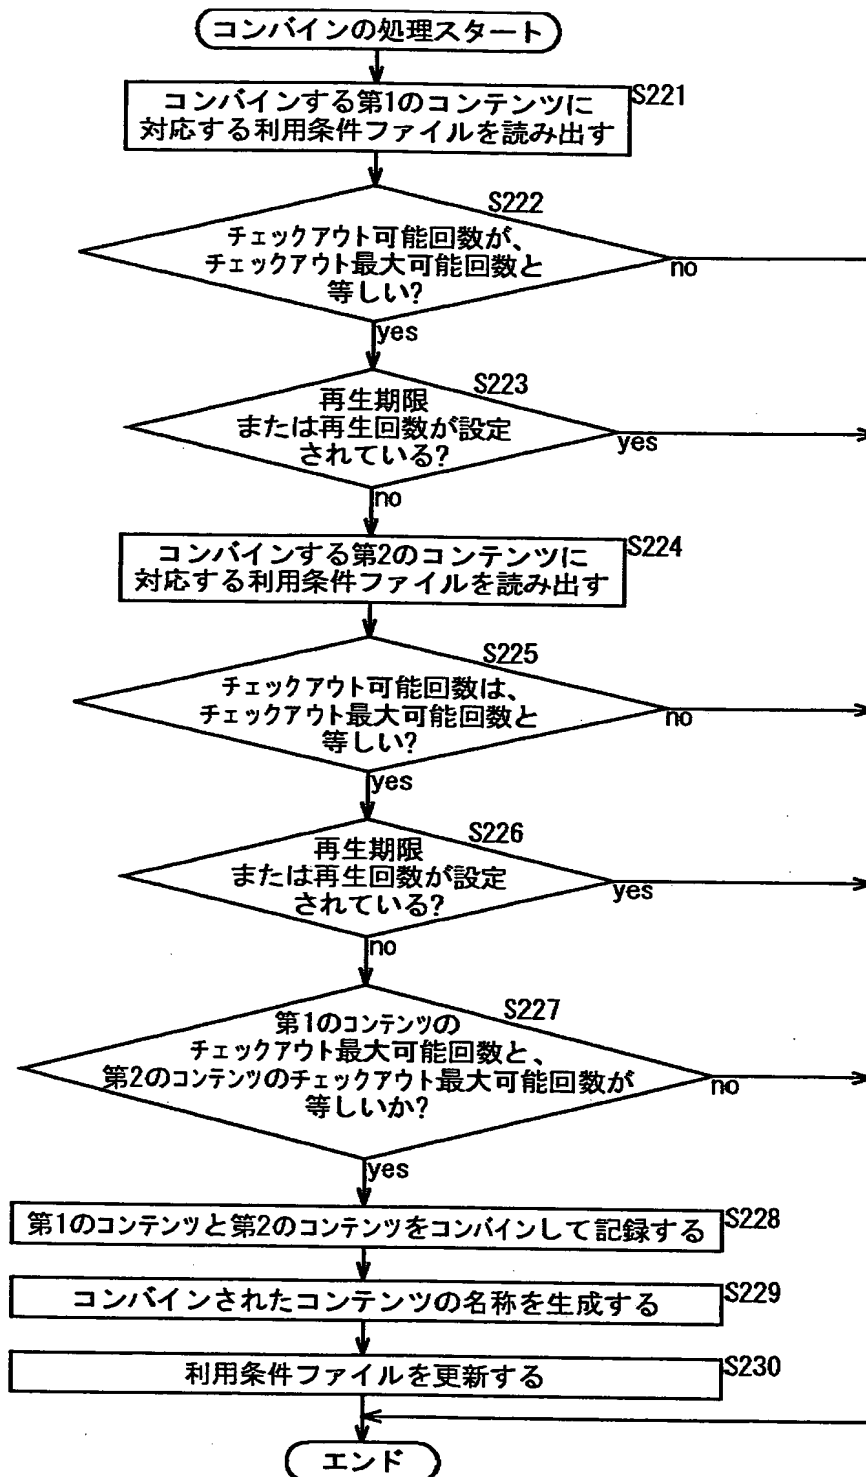 コンバインの処理スタート
S221
コンバインする第1のコンテンツに
対応する利用条件ファイルを読み出す
S222
チェックアウト可能回数が、
チェックアウト最大可能回数と
等しい?
no
yes
S223
再生期限
または再生回数が設定
されている?
yes
no
S224
コンバインする第2のコンテンツに
対応する利用条件ファイルを読み出す
S225
チェックアウト可能回数は、
チェックアウト最大可能回数と
等しい?
no
yes
S226
再生期限
または再生回数が設定
されている?
yes
no
S227
第1のコンテンツの
チェックアウト最大可能回数と、
第2のコンテンツのチェックアウト最大可能回数が
等しいか?
no
yes
S228
第1のコンテンツと第2のコンテンツをコンバインして記録する
S229
コンバインされたコンテンツの名称を生成する
S230
利用条件ファイルを更新する
エンド